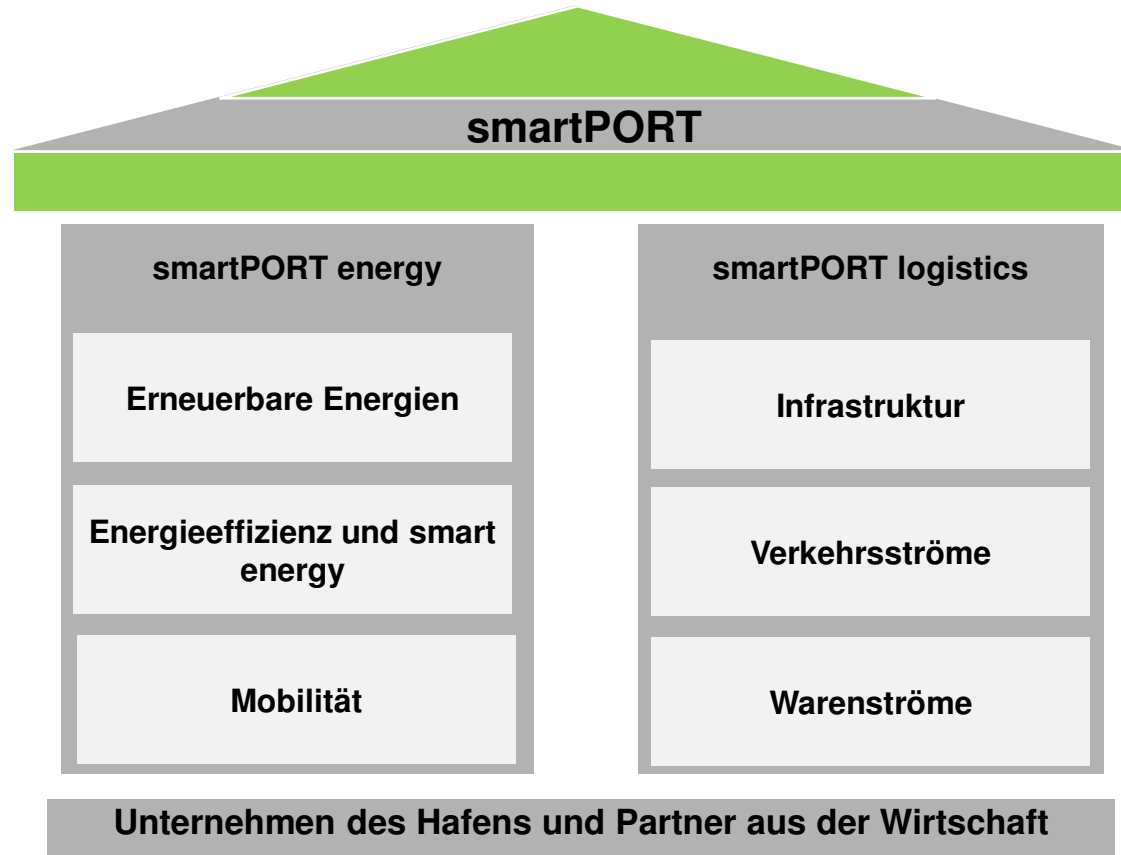 smartPORT
smartPORT energy
Erneuerbare Energien
Energieeffizienz und smart
energy
Mobilität
smartPORT logistics
Infrastruktur
Verkehrsströme
Warenströme
Unternehmen des Hafens und Partner aus der Wirtschaft